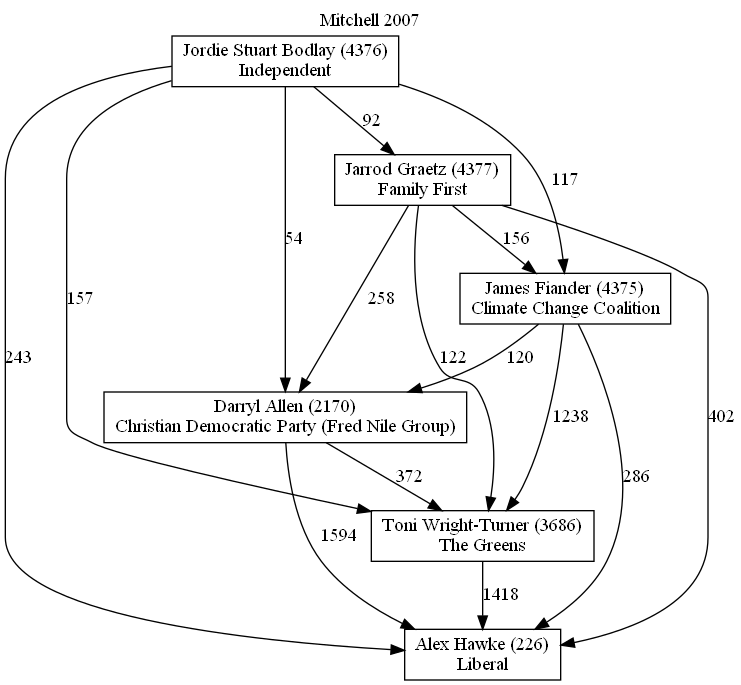 Mitchell 2007
Jordie Stuart Bodlay (4376)
Independent
92
Jarrod Graetz (4377)
Family First
117
54
156
James Fiander (4375)
Climate Change Coalition
157
258
243
122
120
Darryl Allen (2170)
Christian Democratic Party (Fred Nile Group)
1238
402
372
286
Toni Wright-Turner (3686)
The Greens
1594
1418
Alex Hawke (226)
Liberal